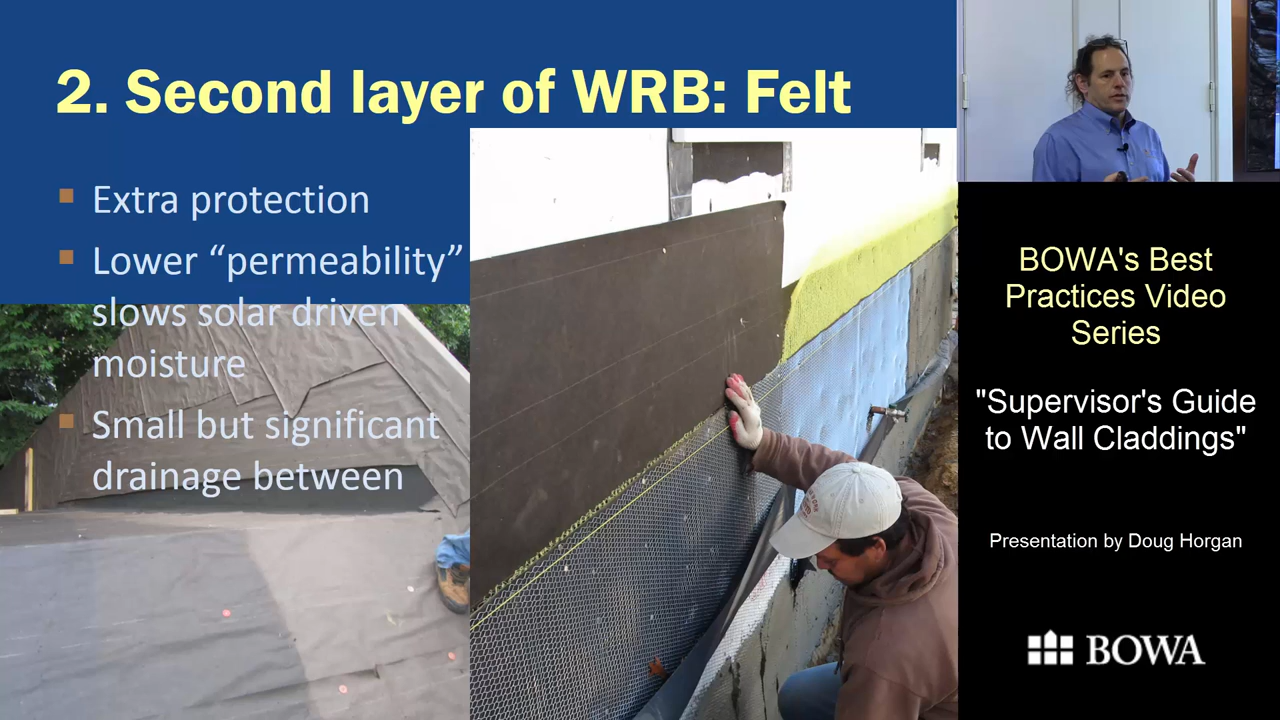 2. Second layer of WRB: Felt
Extra protection
Lower “permeability”
slows solar driven
moisture
Small but significant
drainage between
BOWA's Best
Practices Video
Series
"Supervisor's Guide
to Wall Claddings"
Presentation by Doug Horgan
BOWA